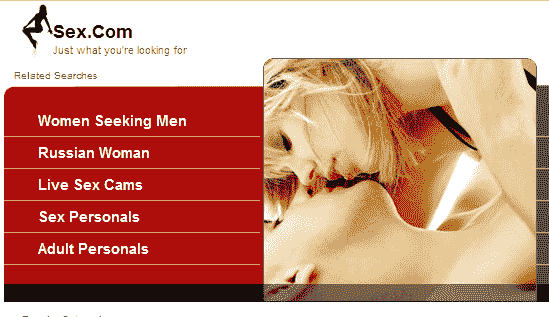 Sex.Com
Just what you're looking for
Related Searches
Women Seeking Men
Russian Woman
Live Sex Cams
Sex Personals
Adult Personals